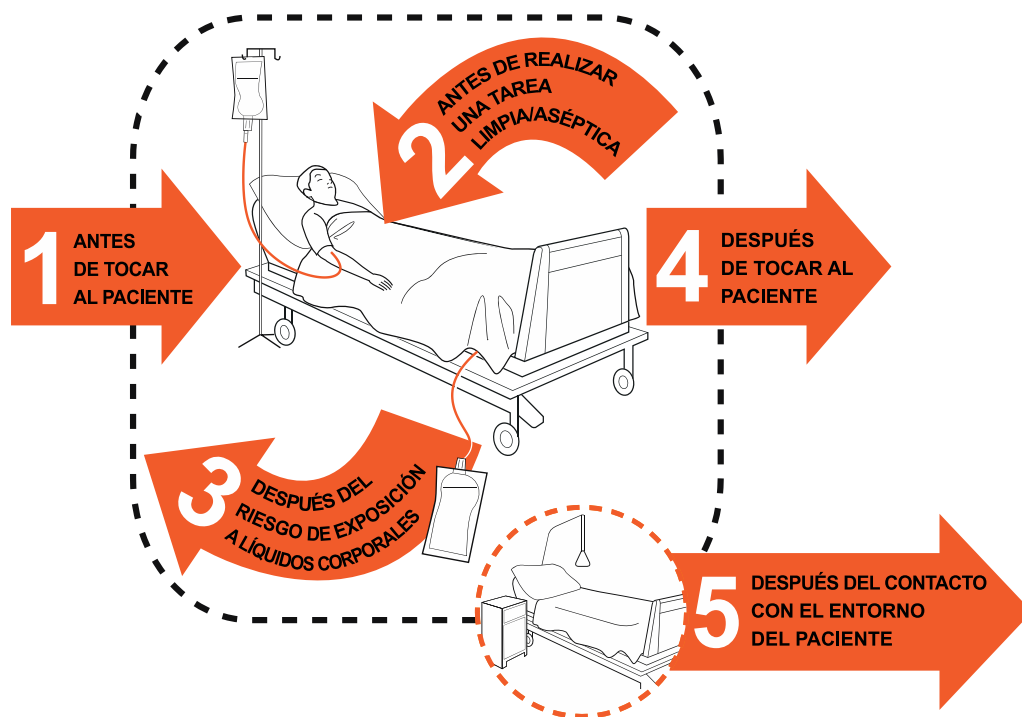 1
ANTES
DE TOCAR
AL PACIENTE
2
ANTES DE REALIZAR
UNA TAREA
LIMPIA/ASÉPTICA
3
DESPUÉS DEL
RIESGO DE EXPOSICIÓN
A LÍQUIDOS CORPORALES
4
DESPUÉS
DE TOCAR AL
PACIENTE
5
DESPUÉS DEL CONTACTO
CON EL ENTORNO
DEL PACIENTE